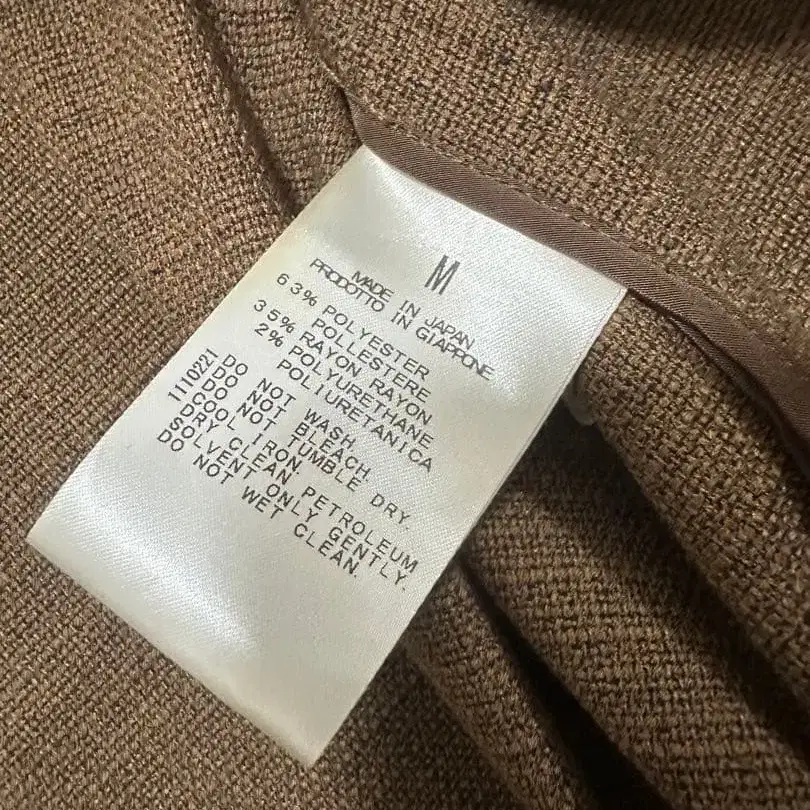 M
MADE IN JAPAN
PRODOTTO IN GIAPPONE
63% POLYESTER
POLLESTERE
35% RAYON RAYON.
2% POLYURETHANE
POLIURETANICA
1110221 DO NOT WASH.
DO NOT BLEACH.
DO NOT TUMBLE DRY.
COOL IRON.
DRY CLEAN PETROLEUM
SOLVENT ONLY GENTLY.
DO NOT WET CLEAN.